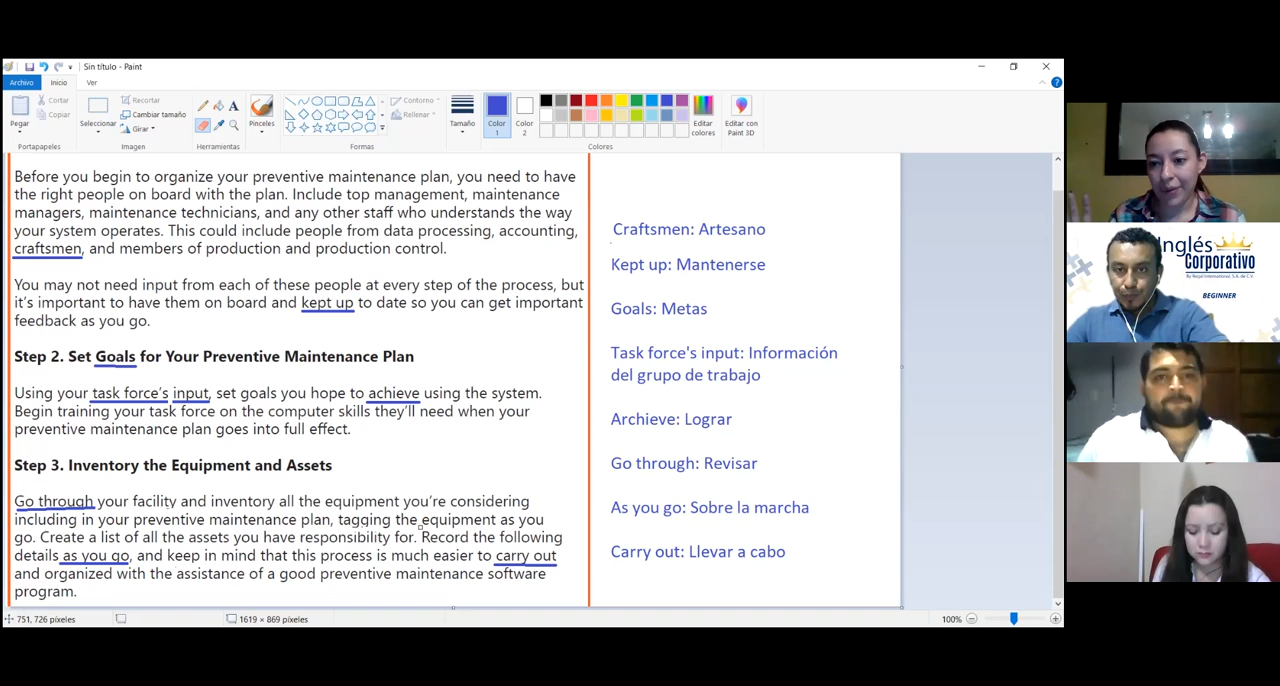 Sin título - Paint
Archivo Inicio Ver
Pegar
Cortar
Copiar
Portapapeles
Seleccionar
Recortar
Cambiar tamaño
Girar
Imagen
A
Herramientas
Pinceles
Contorno
Rellenar
Formas
Tamaño
Color 1
Color 2
Editar colores
Colores
Editar con Paint 3D
Before you begin to organize your preventive maintenance plan, you need to have
the right people on board with the plan. Include top management, maintenance
managers, maintenance technicians, and any other staff who understands the way
your system operates. This could include people from data processing, accounting,
craftsmen, and members of production and production control.
You may not need input from each of these people at every step of the process, but
it's important to have them on board and kept up to date so you can get important
feedback as you go.
Step 2. Set Goals for Your Preventive Maintenance Plan
Using your task force's input, set goals you hope to achieve using the system.
Begin training your task force on the computer skills they'll need when your
preventive maintenance plan goes into full effect.
Step 3. Inventory the Equipment and Assets
Go through your facility and inventory all the equipment you're considering
including in your preventive maintenance plan, tagging the equipment as you
go. Create a list of all the assets you have responsibility for. Record the following
details as you go, and keep in mind that this process is much easier to carry out
and organized with the assistance of a good preventive maintenance software
program.
Craftsmen: Artesano
Kept up: Mantenerse
Goals: Metas
Task force's input: Información
del grupo de trabajo
Archieve: Lograr
Go through: Revisar
As you go: Sobre la marcha
Carry out: Llevar a cabo
751, 726 píxeles
1619 × 869 píxeles
100%
Inglés
Corporativo
By Repal International, S.A. de C.V.
BEGINNER